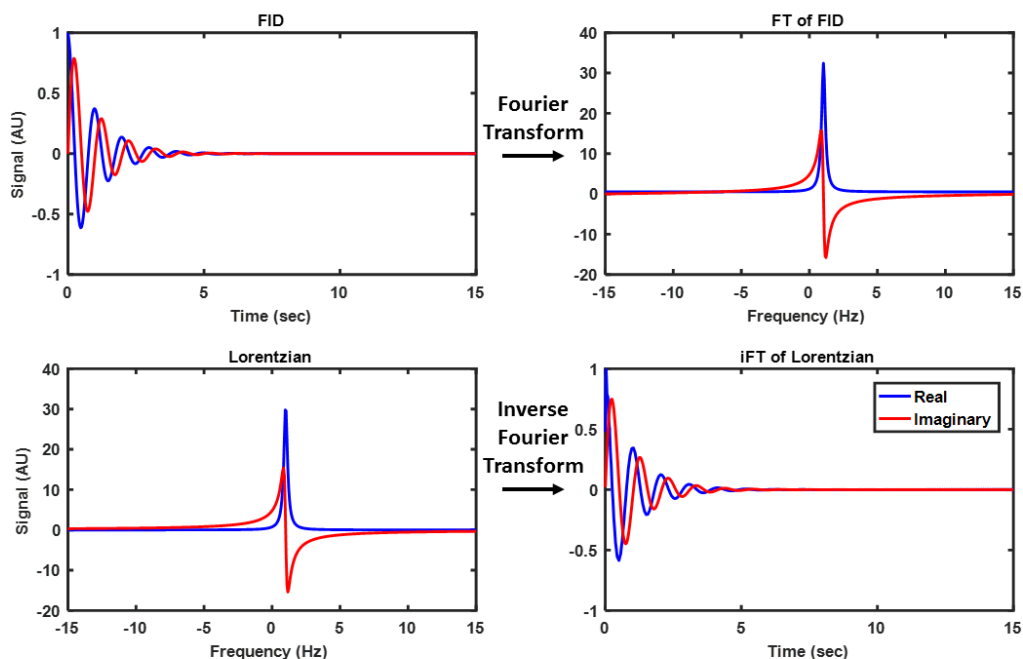 FID
1
0.5
0
-0.5
-1
Signal (AU)
0
5
10
15
Time (sec)
Fourier
Transform
FT of FID
40
30
20
10
0
-10
-20
-15
-10
-5
0
5
10
15
Frequency (Hz)
Lorentzian
40
30
20
10
0
-10
-20
Signal (AU)
-15
-10
-5
0
5
10
15
Frequency (Hz)
Inverse
Fourier
Transform
iFT of Lorentzian
1
0.5
0
-0.5
-1
Real
Imaginary
0
5
10
15
Time (sec)